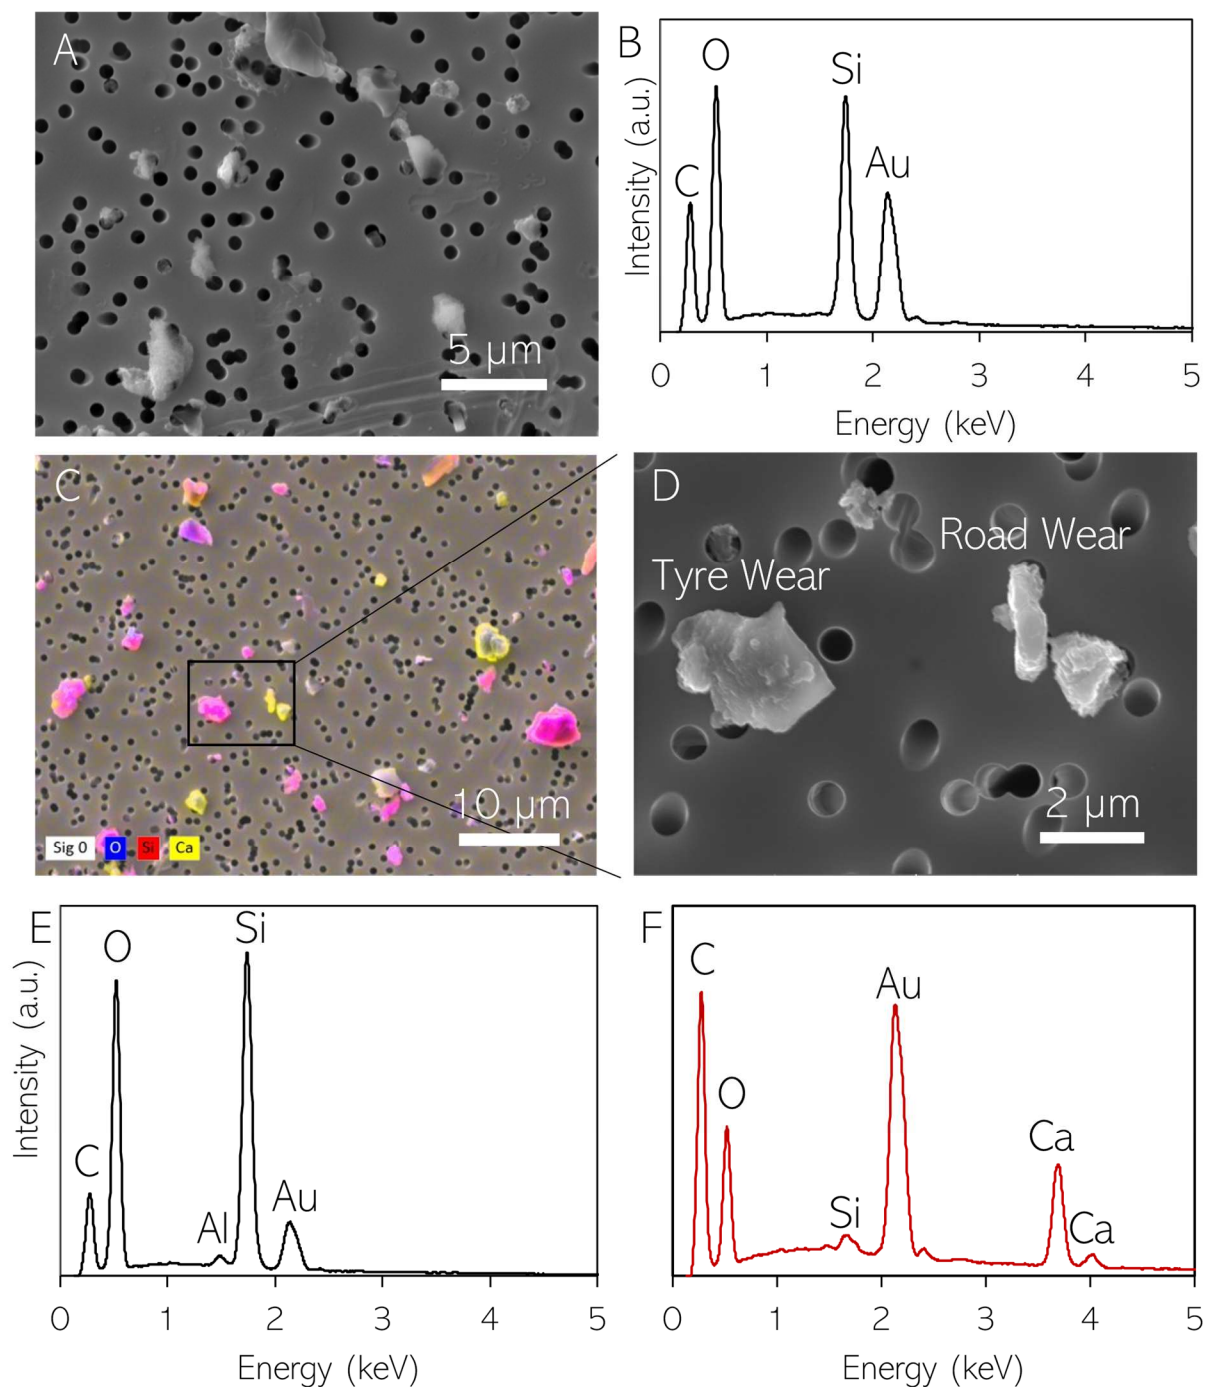 A
5 µm
B
C
O
Si
Au
Intensity (a.u.)
0 1 2 3 4 5
Energy (keV)
C
10 µm
Sig 0 O Si Ca
D
Tyre Wear
Road Wear
2 µm
E
C
O
Al
Si
Au
Intensity (a.u.)
0 1 2 3 4 5
Energy (keV)
F
C
O
Si
Au
Ca
Ca
0 1 2 3 4 5
Energy (keV)